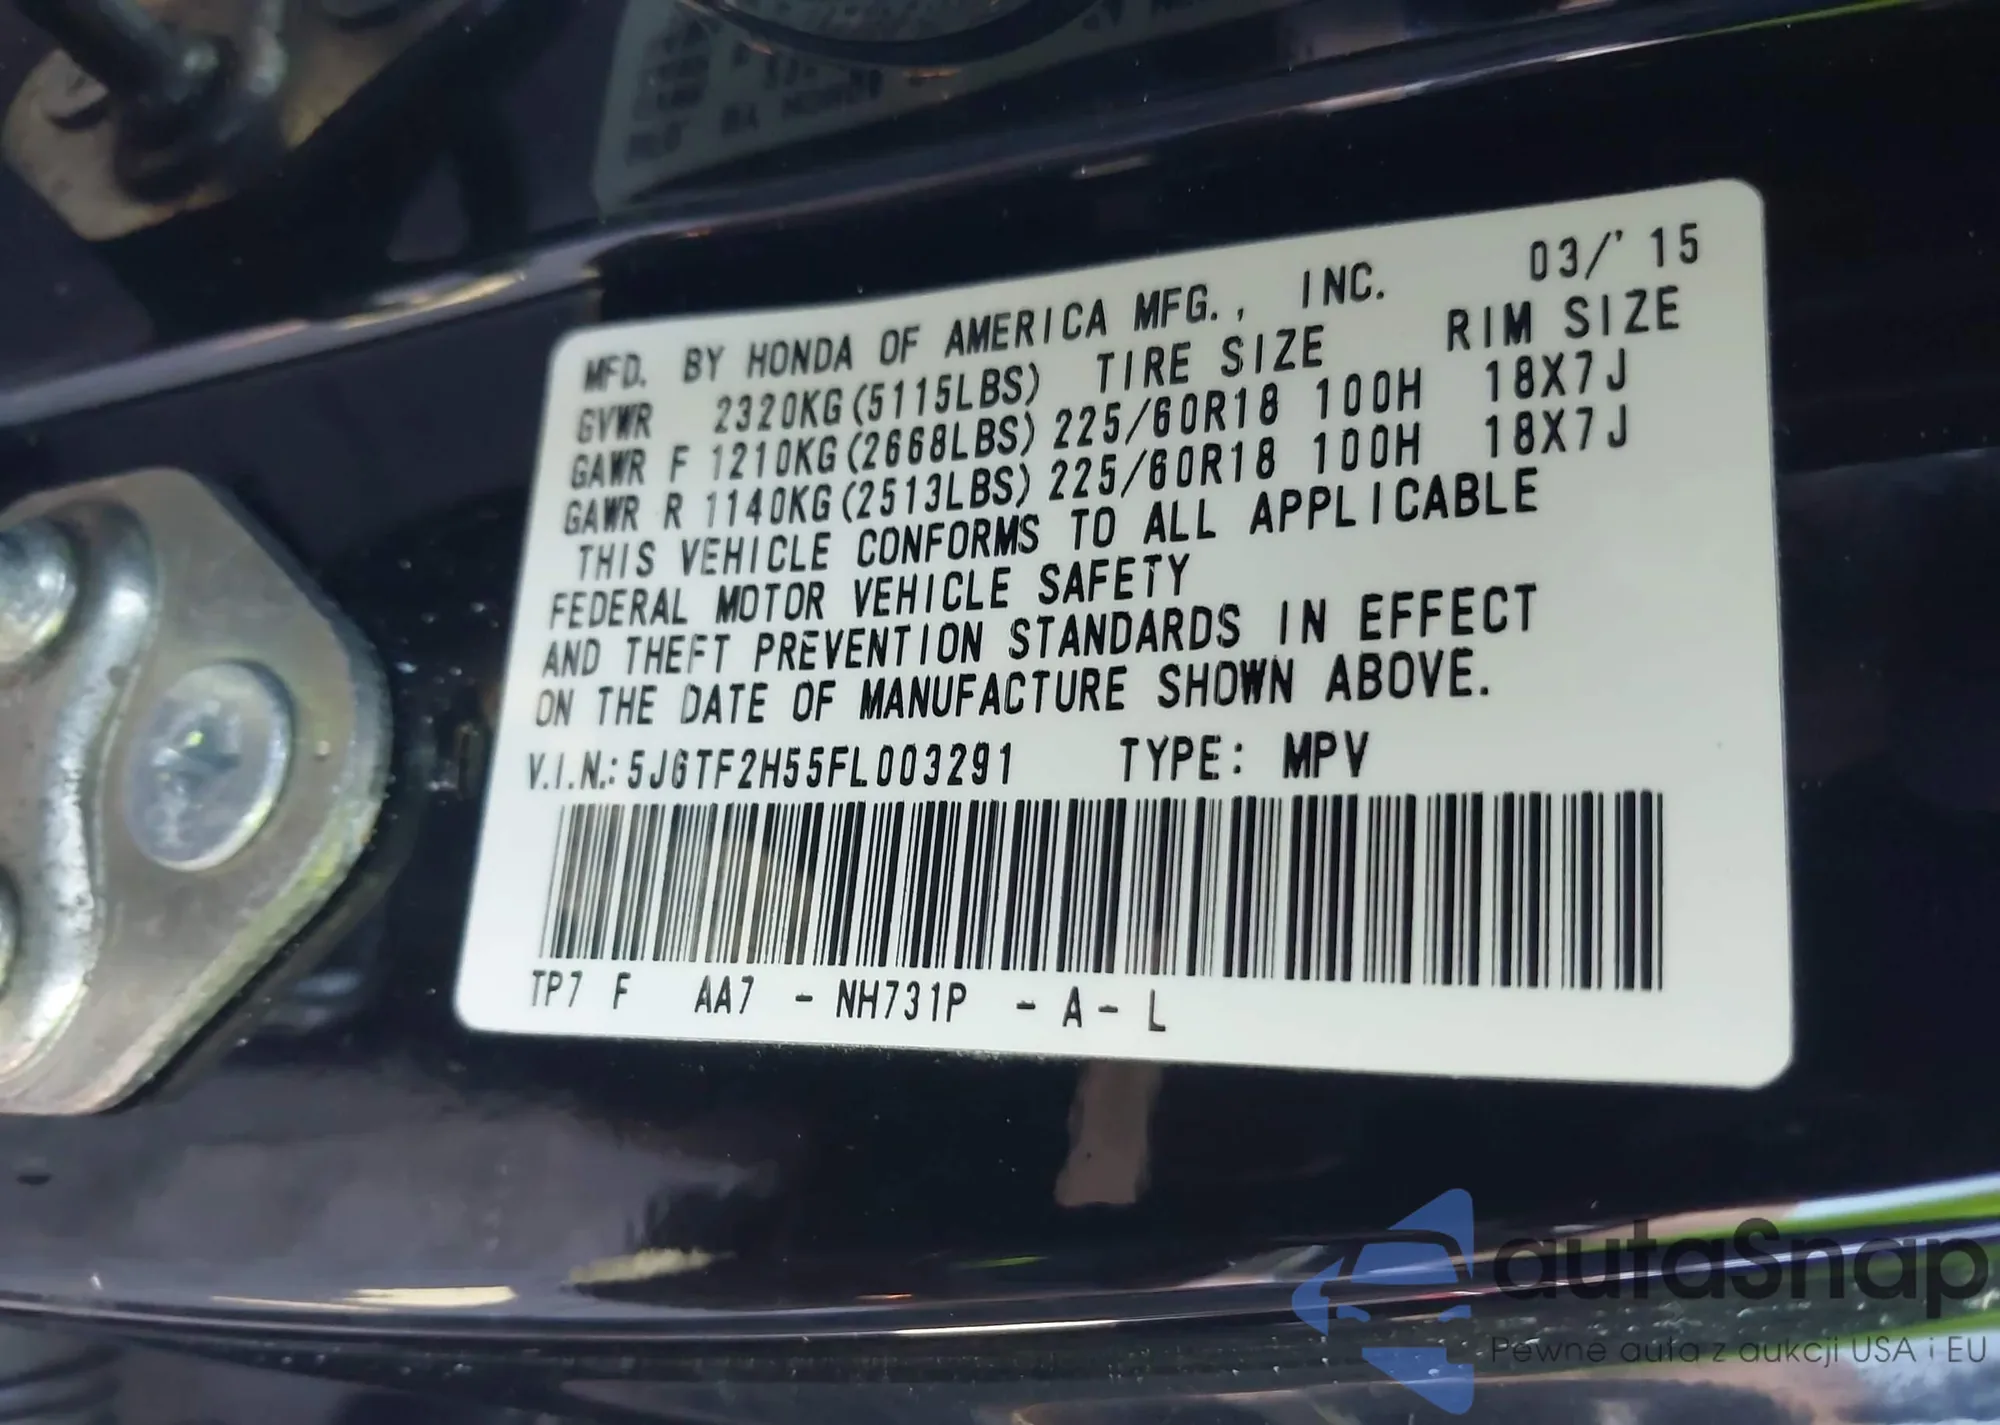 MFD. BY HONDA OF AMERICA MFG., INC. 03/'15
GVWR 2320KG(5115LBS) TIRE SIZE RIM SIZE
GAWR F 1210KG(2668LBS) 225/60R18 100H 18X7J
GAWR R 1140KG(2513LBS) 225/60R18 100H 18X7J
THIS VEHICLE CONFORMS TO ALL APPLICABLE
FEDERAL MOTOR VEHICLE SAFETY
AND THEFT PREVENTION STANDARDS IN EFFECT
ON THE DATE OF MANUFACTURE SHOWN ABOVE.
V.I.N.: 5J6TF2H55FL003291 TYPE: MPV
TP7 F AA7 - NH731P - A - L
autaSnap
Pewne auta z aukcji USA i EU